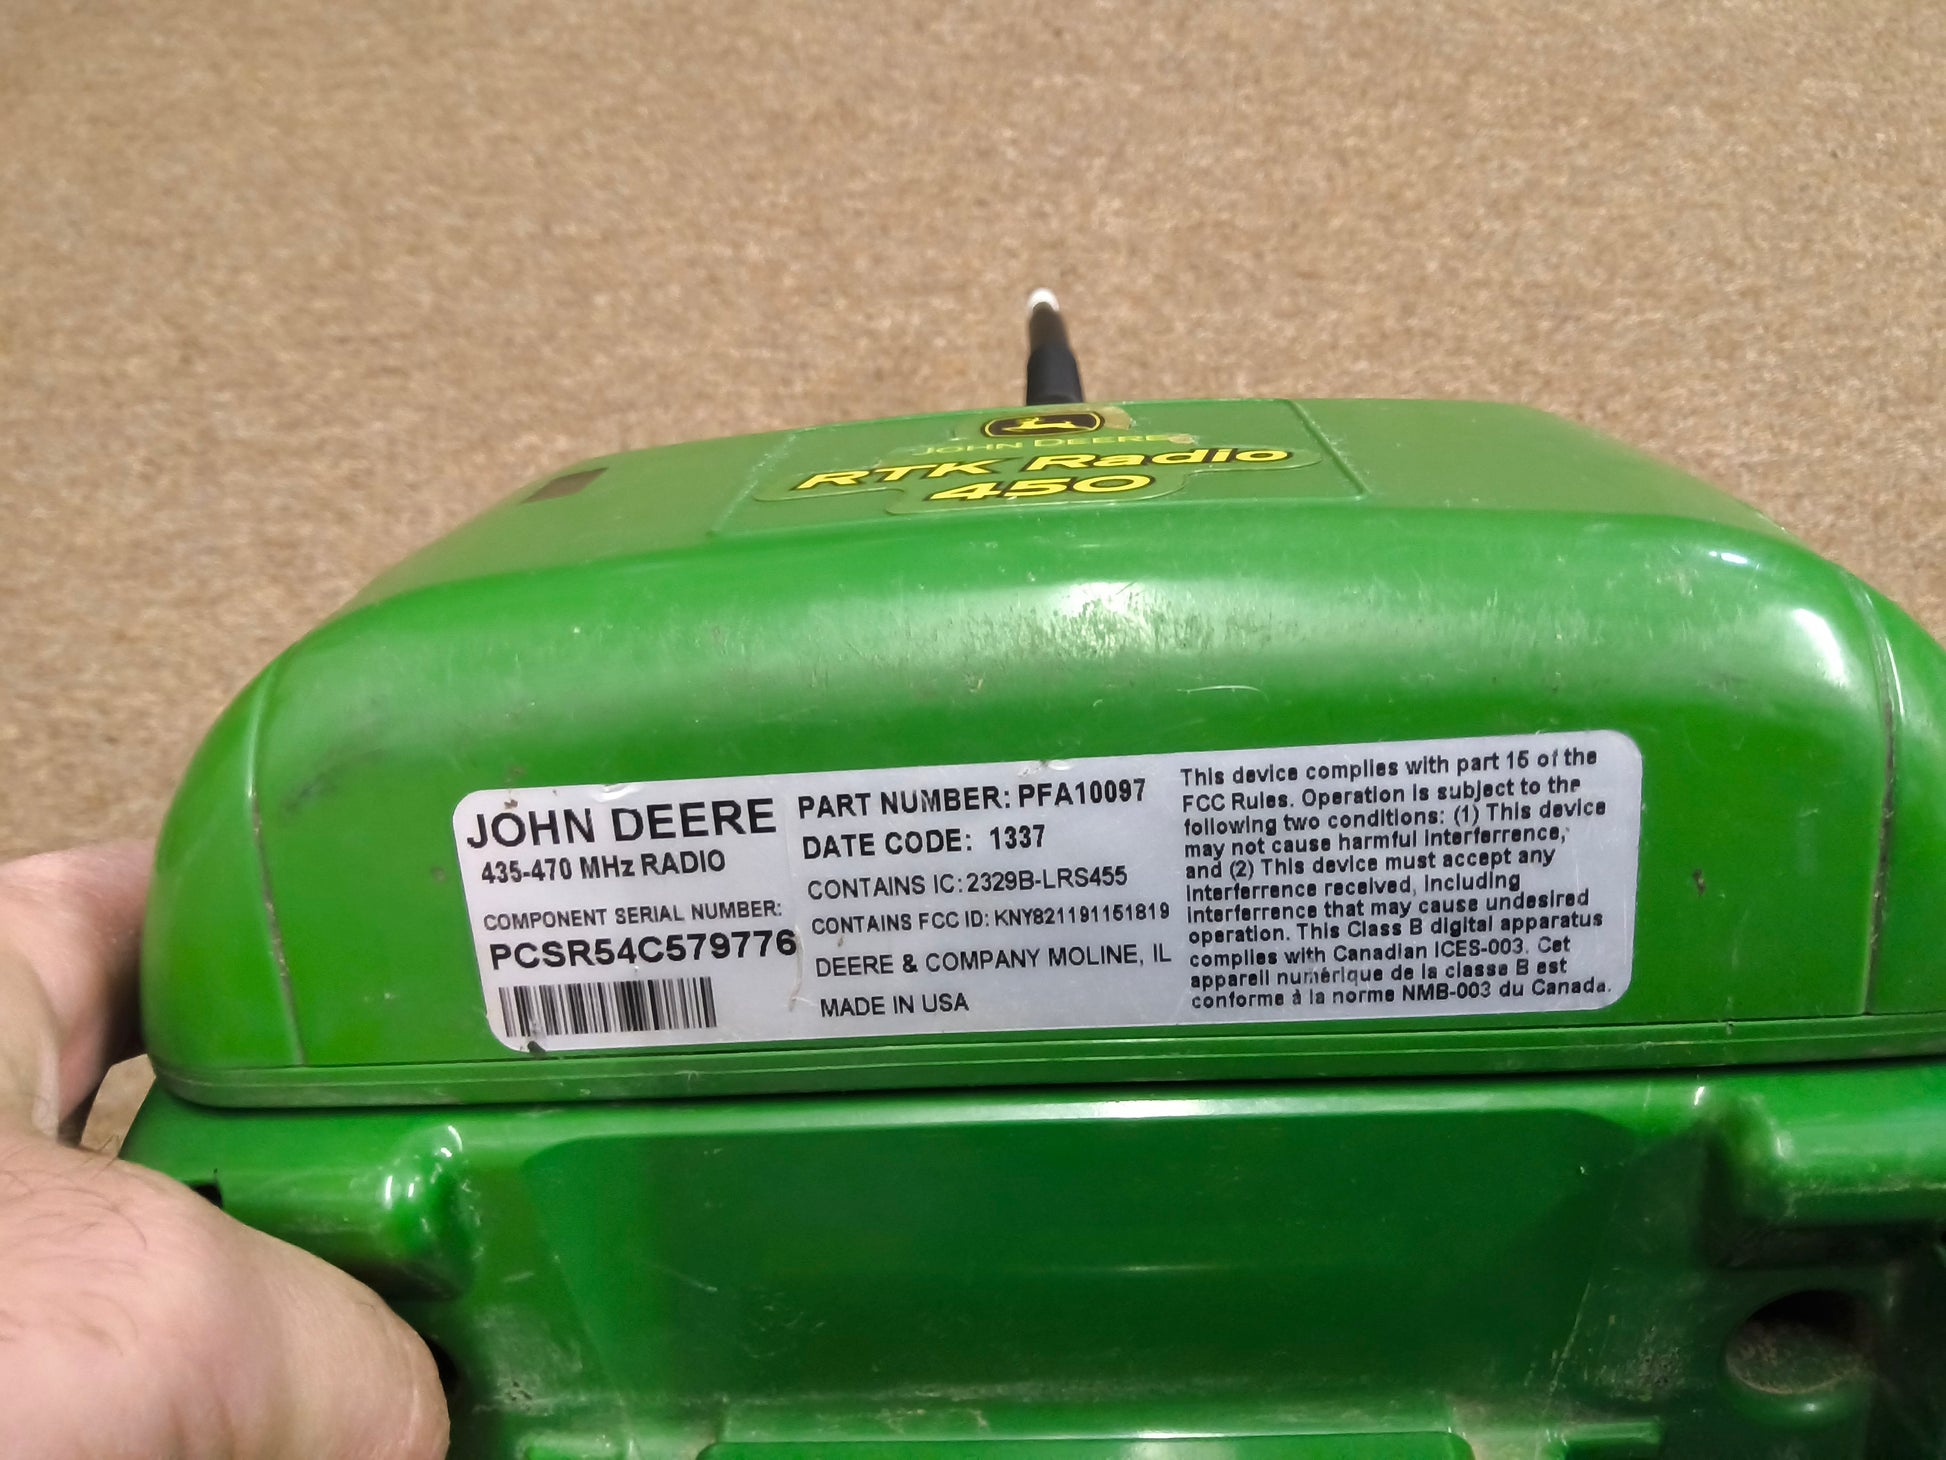 JOHN DEERE
RTK Radio
450
JOHN DEERE
435-470 MHz RADIO
COMPONENT SERIAL NUMBER:
PCSR54C579776
PART NUMBER: PFA10097
DATE CODE: 1337
CONTAINS IC: 2329B-LRS455
CONTAINS FCC ID: KNY821191151819
DEERE & COMPANY MOLINE, IL
MADE IN USA
This device complies with part 15 of the
FCC Rules. Operation is subject to the
following two conditions: (1) This device
may not cause harmful interferrence,
and (2) This device must accept any
interferrence received, including
interferrence that may cause undesired
operation. This Class B digital apparatus
complies with Canadian ICES-003. Cet
appareil numérique de la classe B est
conforme à la norme NMB-003 du Canada.